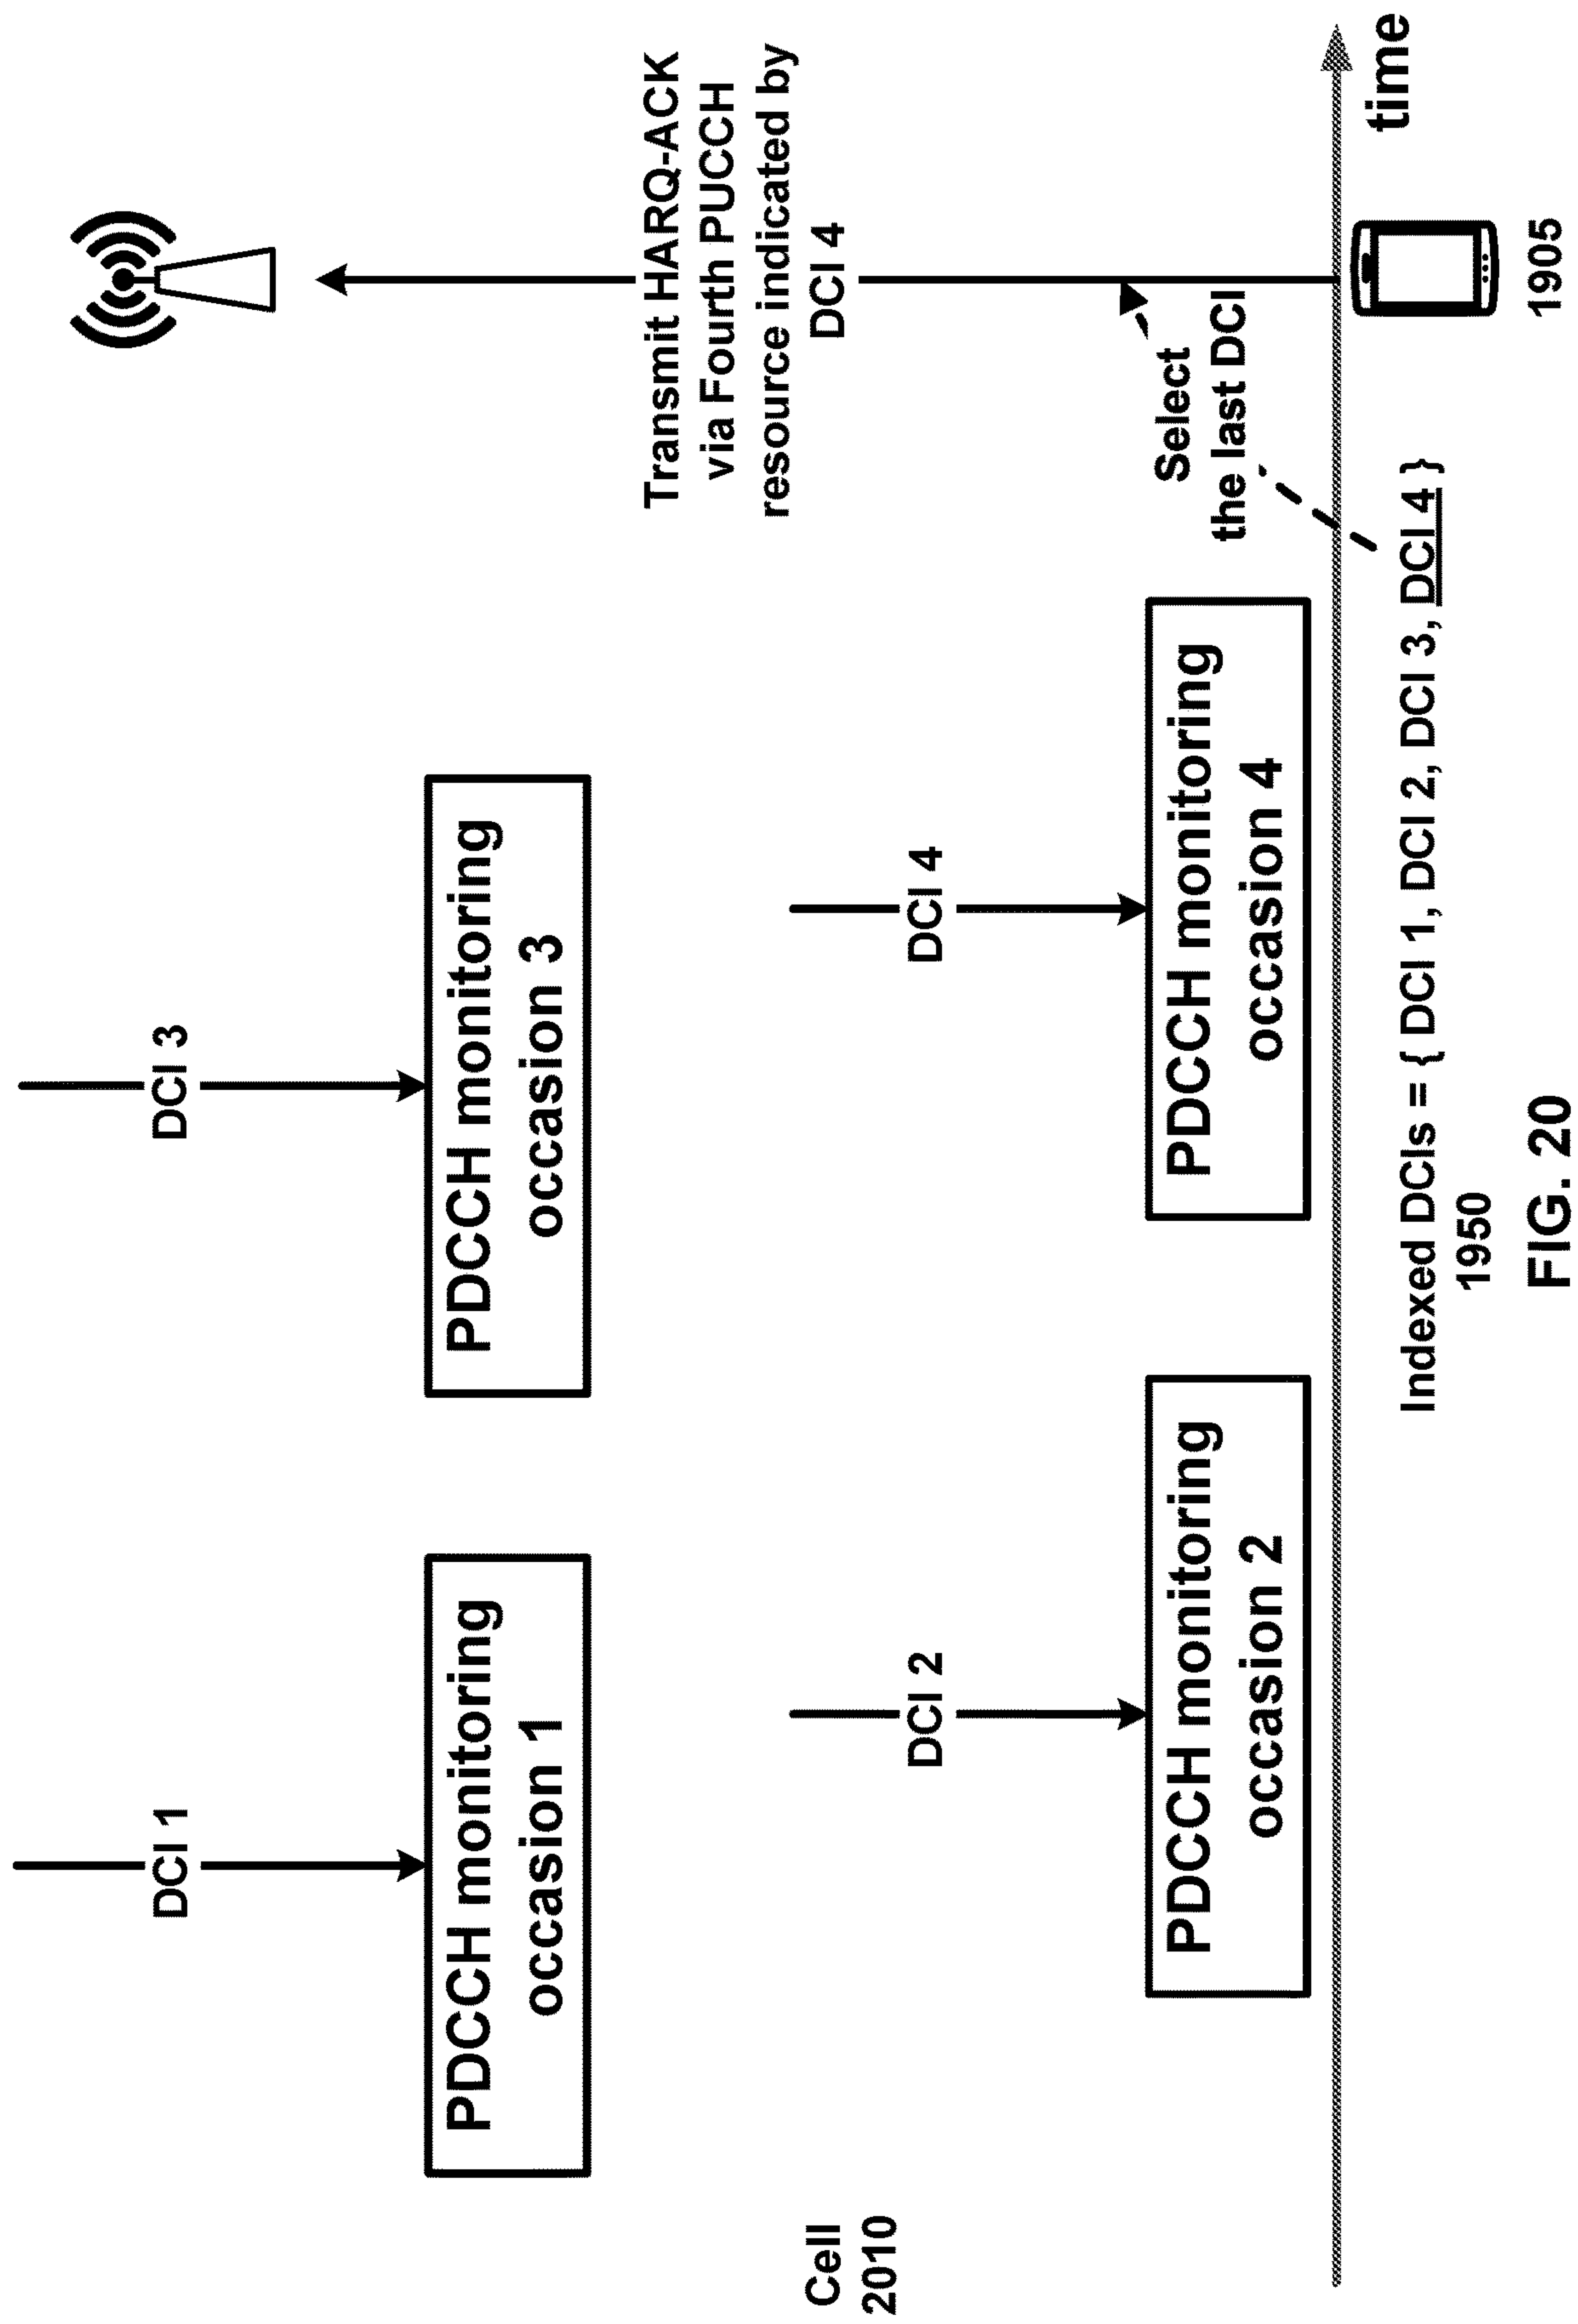 DCI 1
DCI 3
PDCCH monitoring
occasion 1
PDCCH monitoring
occasion 3
Transmit HARQ-ACK
via Fourth PUCCH
resource indicated by
DCI 4
Cell
2010
DCI 2
DCI 4
PDCCH monitoring
occasion 2
PDCCH monitoring
occasion 4
Select
the last DCI
time
Indexed DCIs = { DCI 1, DCI 2, DCI 3, DCI 4 }
1950
1905
FIG. 20